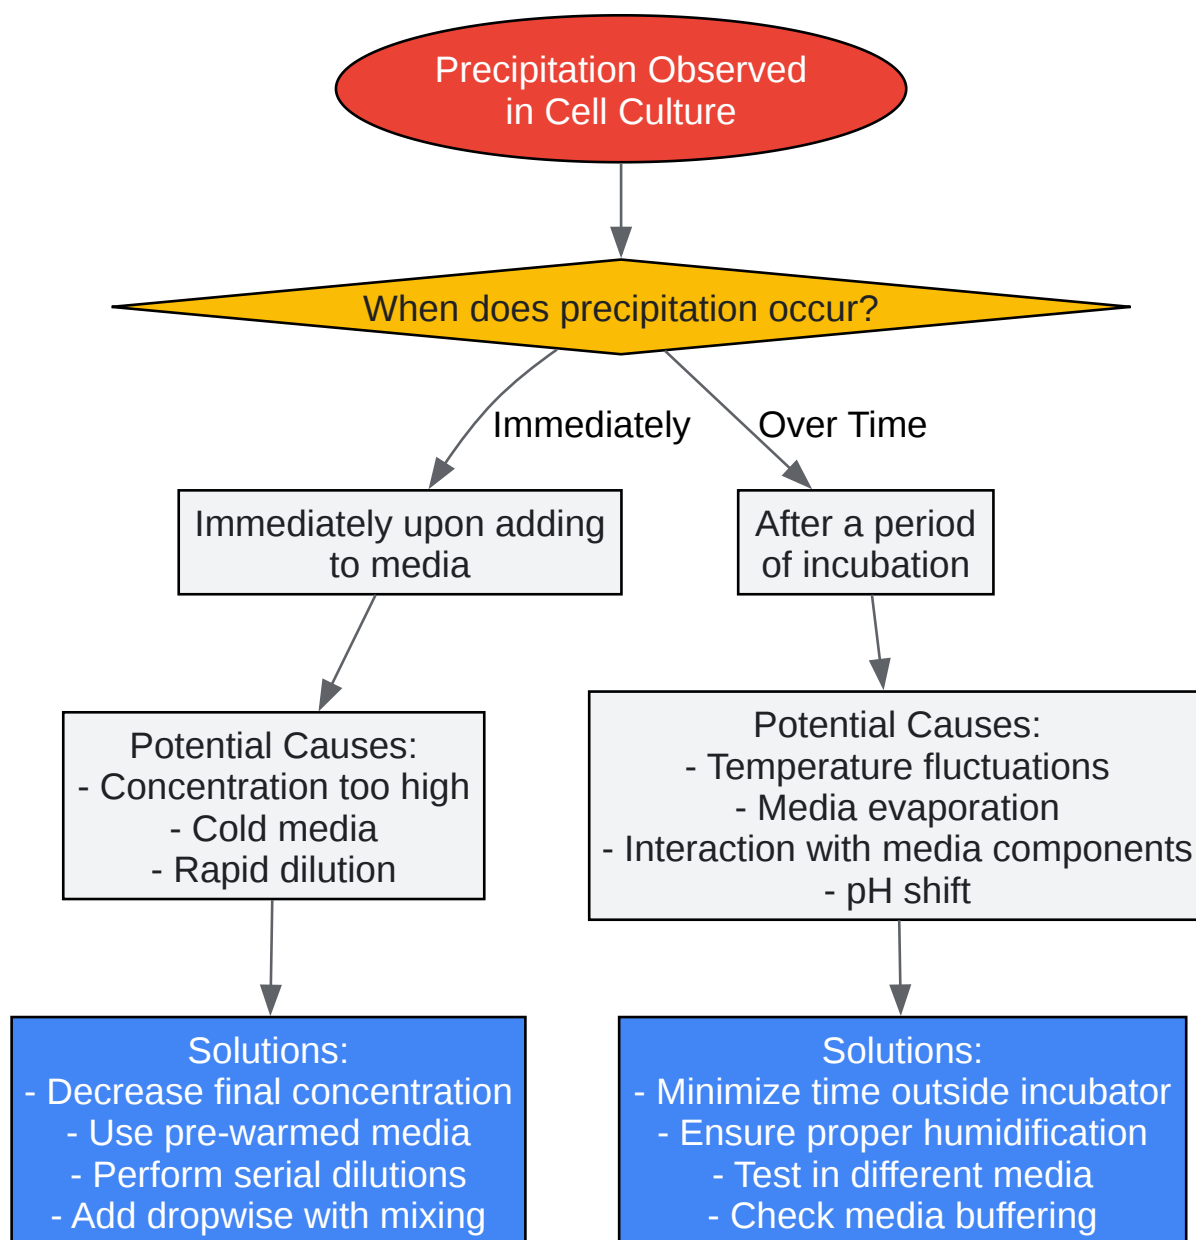 Precipitation Observed
in Cell Culture
When does precipitation occur?
Immediately
Over Time
Immediately upon adding
to media
After a period
of incubation
Potential Causes:
- Concentration too high
- Cold media
- Rapid dilution
Potential Causes:
- Temperature fluctuations
- Media evaporation
- Interaction with media components
- pH shift
Solutions:
- Decrease final concentration
- Use pre-warmed media
- Perform serial dilutions
- Add dropwise with mixing
Solutions:
- Minimize time outside incubator
- Ensure proper humidification
- Test in different media
- Check media buffering